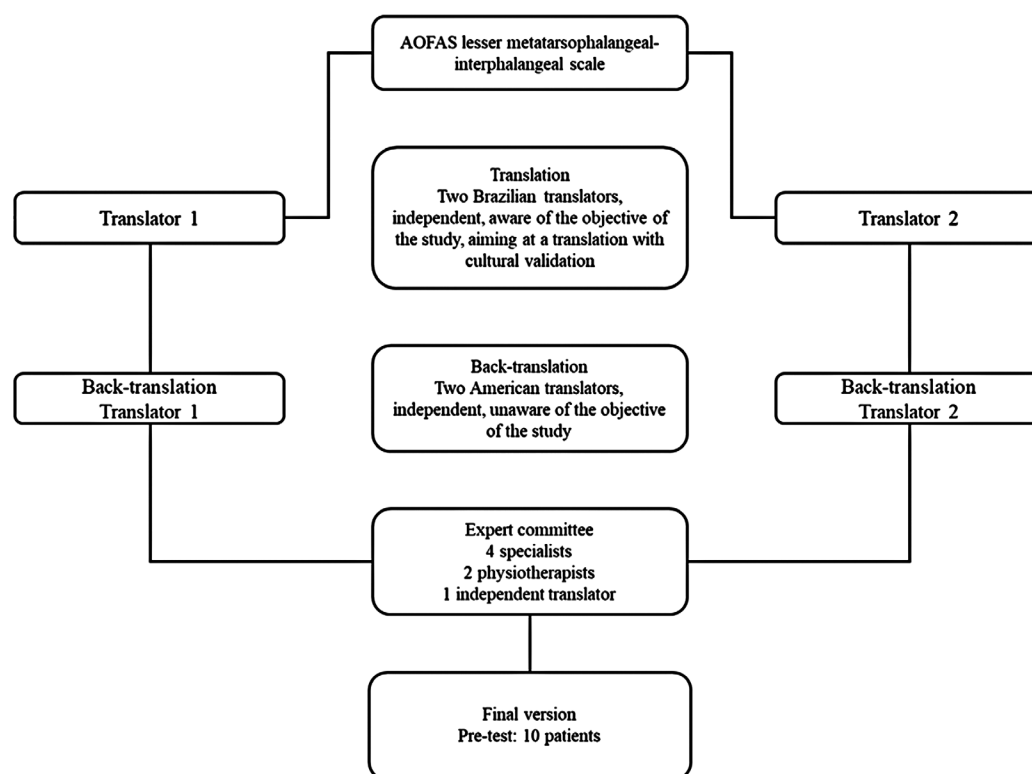 AOFAS lesser metatarsophalangeal-
interphalangeal scale
Translation
Two Brazilian translators,
independent, aware of the objective of
the study, aiming at a translation with
cultural validation
Translator 1
Translator 2
Back-translation
Two American translators,
independent, unaware of the objective
of the study
Back-translation
Translator 1
Back-translation
Translator 2
Expert committee
4 specialists
2 physiotherapists
1 independent translator
Final version
Pre-test: 10 patients